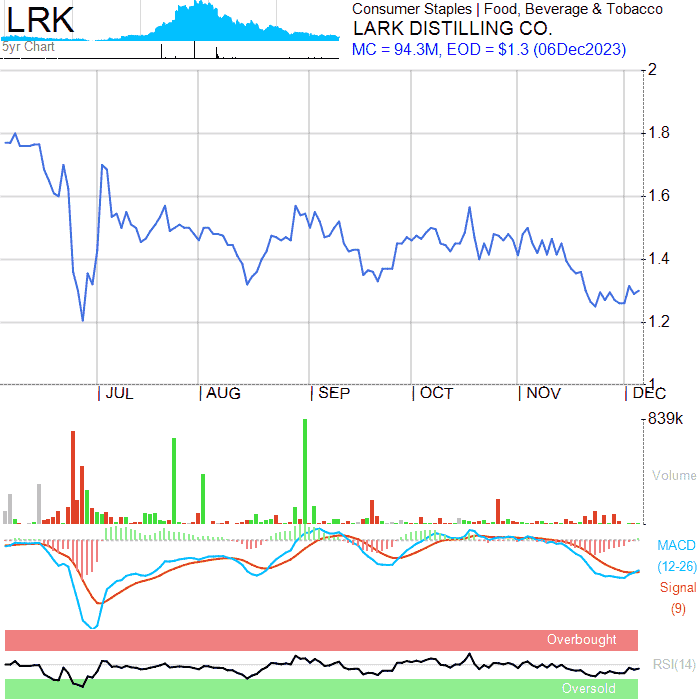 LRK
5yr Chart
Consumer Staples | Food, Beverage & Tobacco
LARK DISTILLING CO.
MC = 94.3M, EOD = $1.3 (06Dec2023)
2
1.8
1.6
1.4
1.2
1
JUL AUG SEP OCT NOV DEC
839k
Volume
MACD
(12-26)
Signal
(9)
Overbought
RSI(14)
Oversold